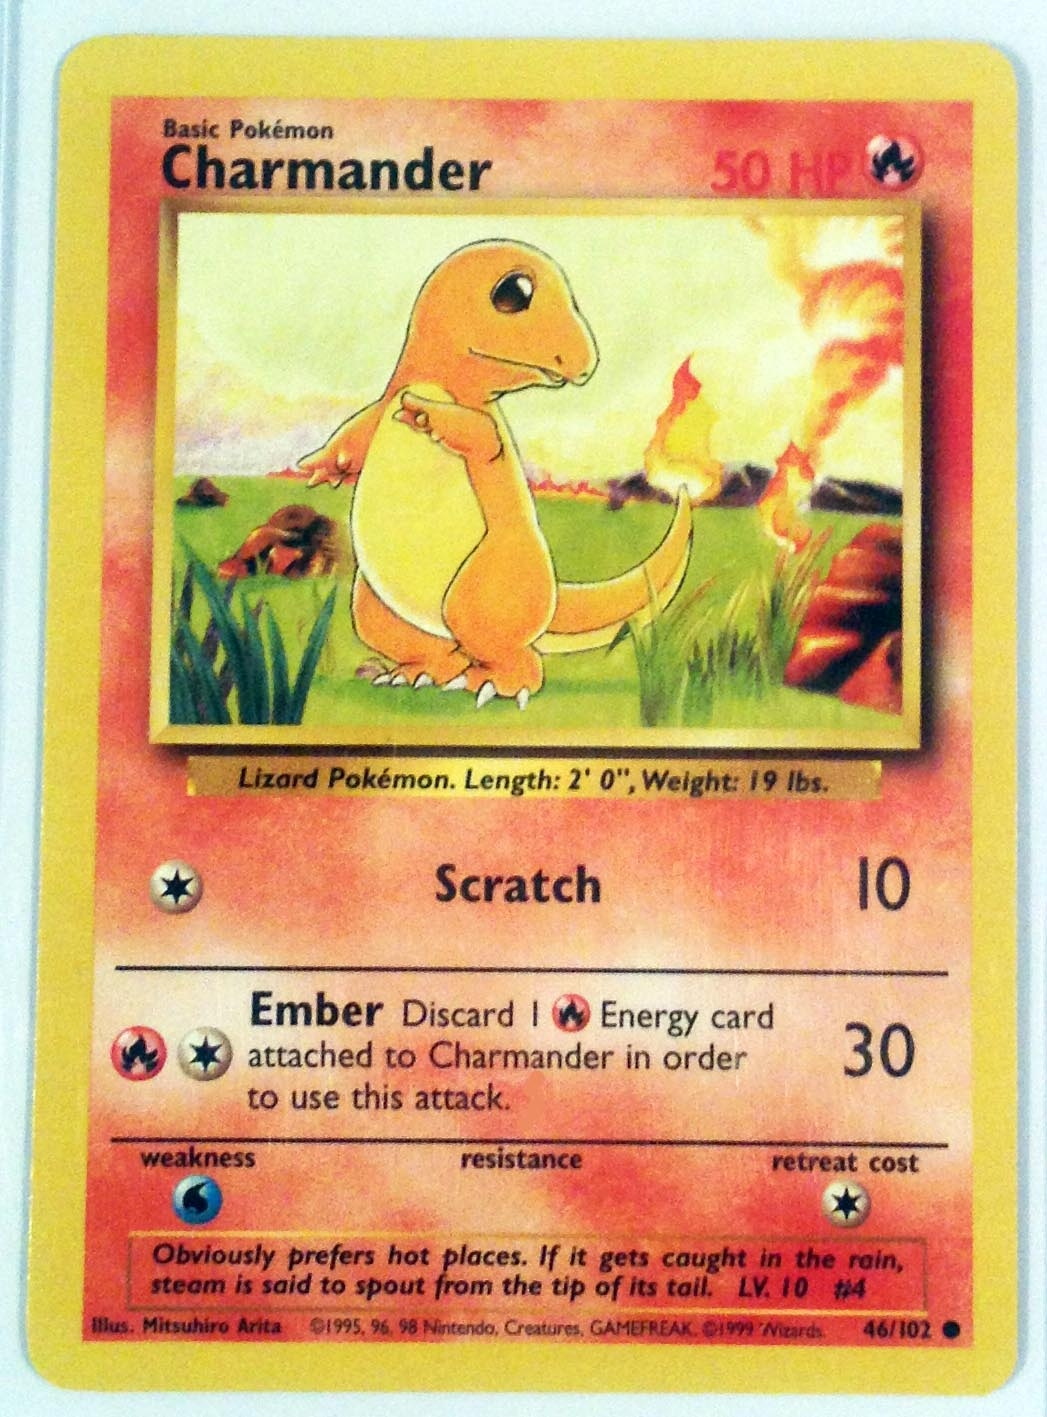 Basic Pokémon
Charmander
50 HP
Lizard Pokémon. Length: 2' 0", Weight: 19 lbs.
Scratch 10
Ember Discard 1 Energy card
attached to Charmander in order
to use this attack.
30
weakness resistance retreat cost
Obviously prefers hot places. If it gets caught in the rain,
steam is said to spout from the tip of its tail. LV. 10 #4
Illus. Mitsuhiro Arita ©1995, 96, 98 Nintendo, Creatures, GAMEFREAK. ©1999 Wizards. 46/102